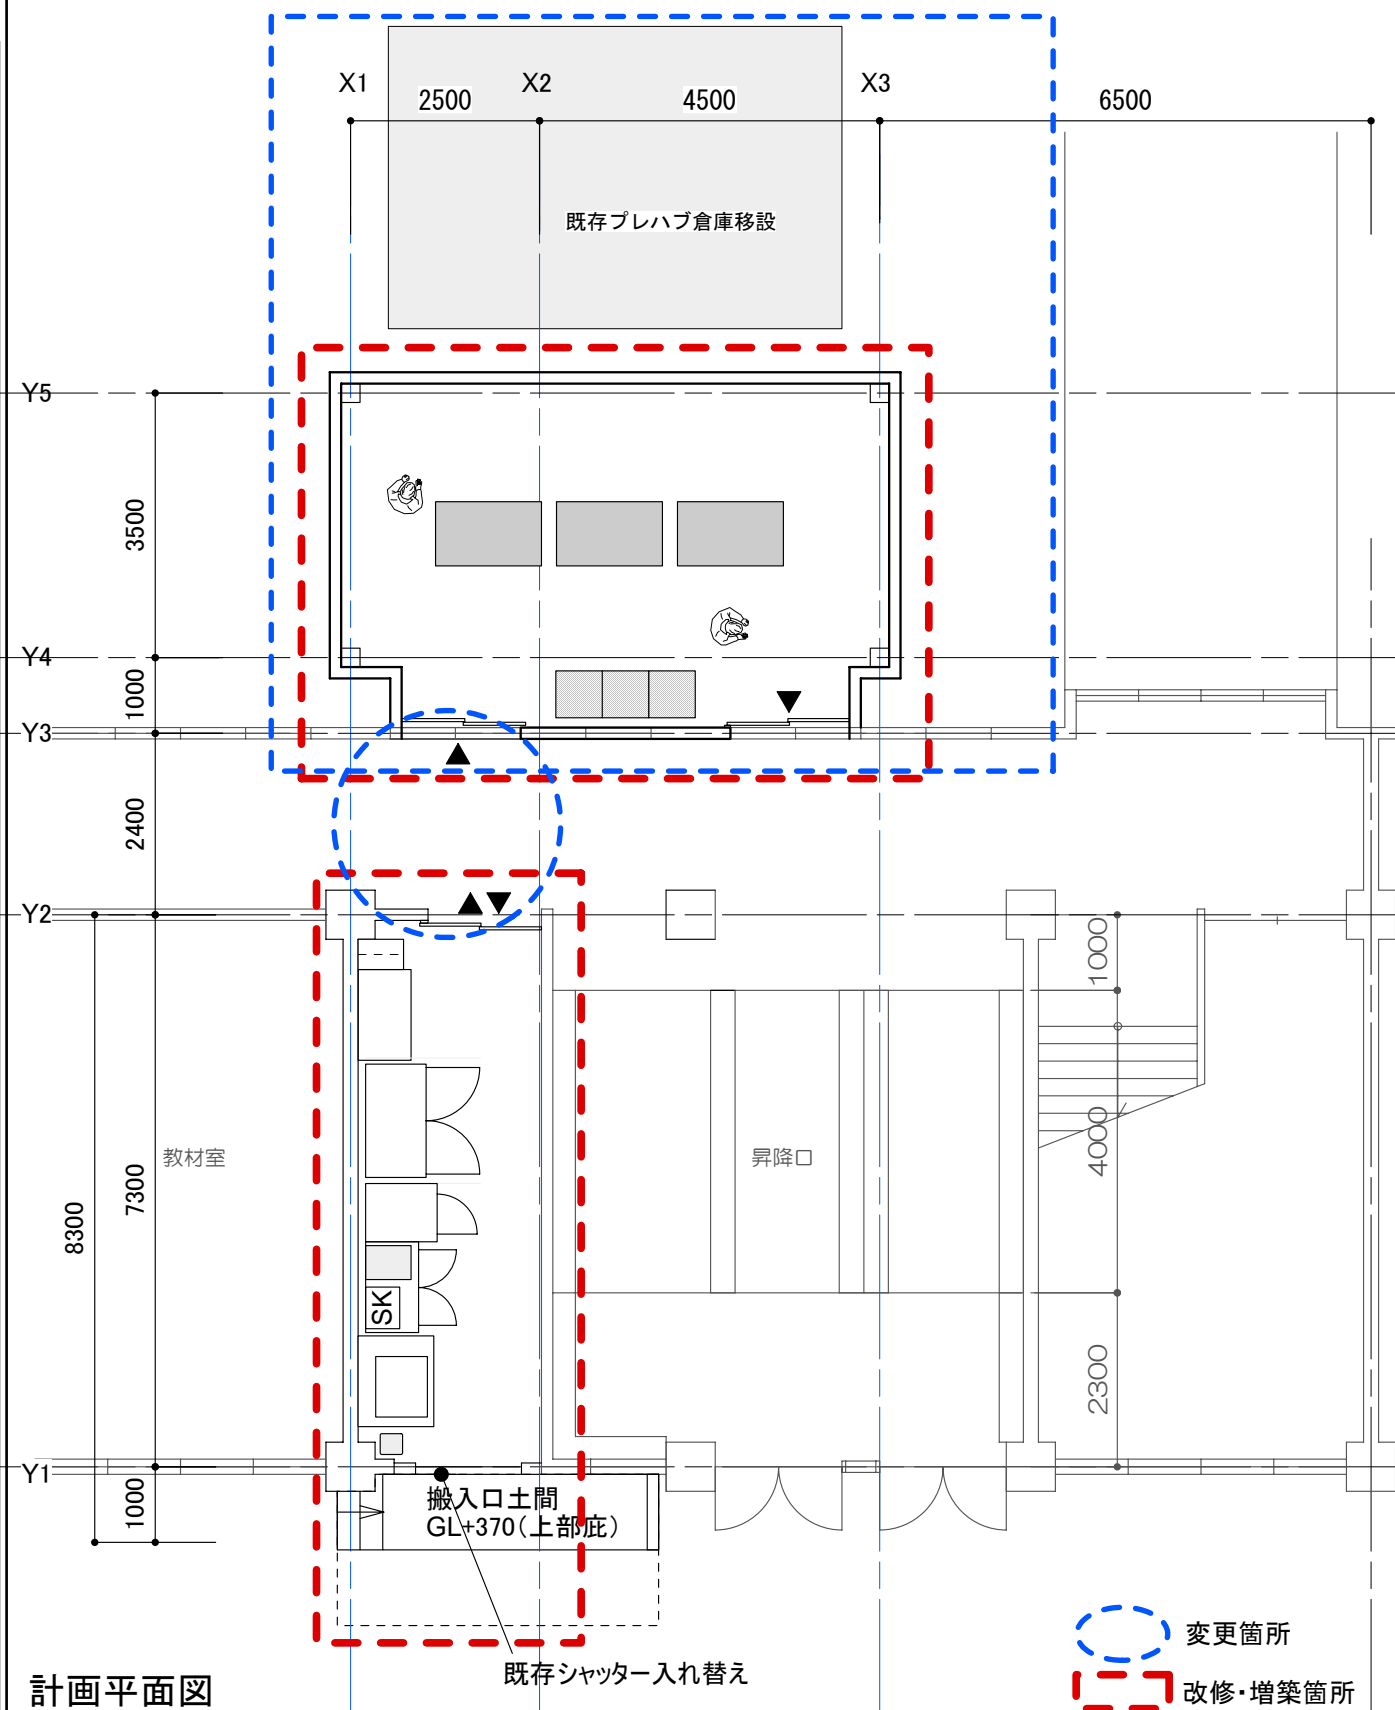 X1
X2
X3
2500
4500
6500
既存プレハブ倉庫移設
Y5
3500
Y4
1000
Y3
2400
Y2
1000
教材室
昇降口
4000
7300
8300
SK
2300
Y1
1000
搬入口土間
GL+370(上部庇)
既存シャッター入れ替え
変更箇所
計画平面図
改修・増築箇所